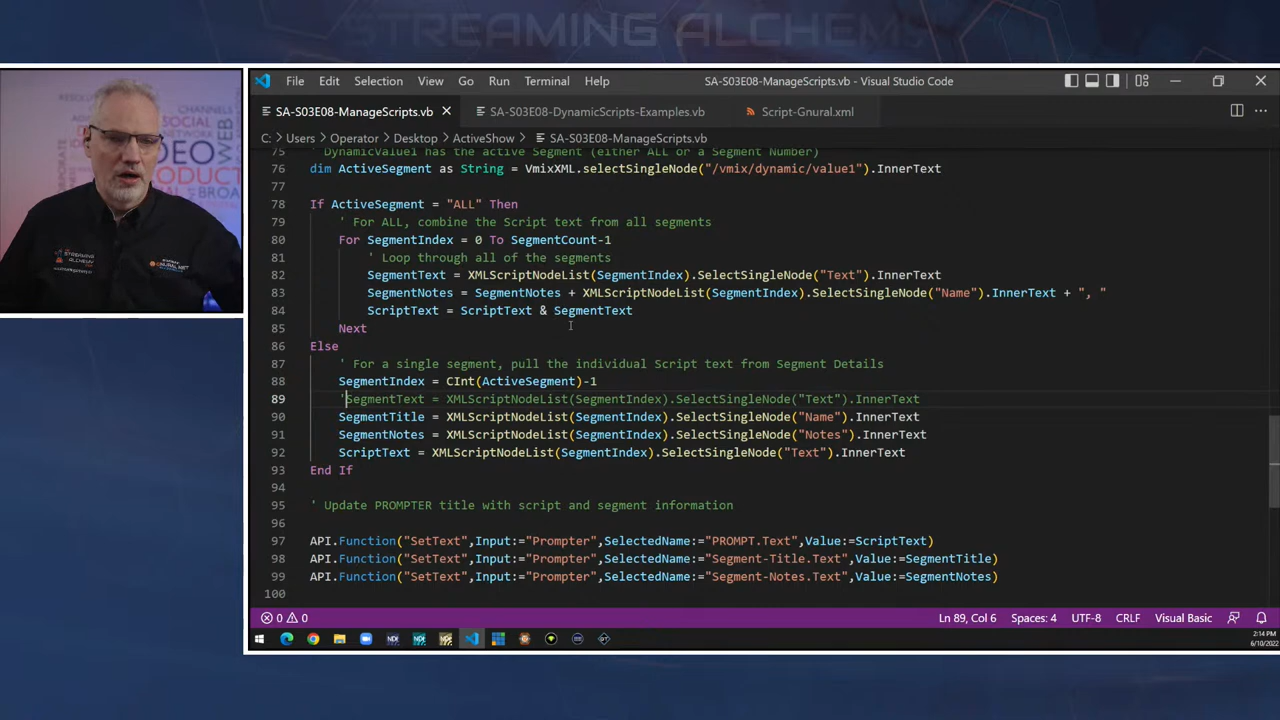 STREAMING ALCHEMY
File Edit Selection View Go Run Terminal Help SA-S03E08-ManageScripts.vb - Visual Studio Code
SA-S03E08-ManageScripts.vb SA-S03E08-DynamicScripts-Examples.vb Script-Gnural.xml
C: > Users > Operator > Desktop > ActiveShow > SA-S03E08-ManageScripts.vb
75 ' DynamicValue1 has the active Segment (either ALL or a Segment Number)
76 dim ActiveSegment as String = VmixXML.selectSingleNode("/vmix/dynamic/value1").InnerText
77
78 If ActiveSegment = "ALL" Then
79 ' For ALL, combine the Script text from all segments
80 For SegmentIndex = 0 To SegmentCount-1
81 ' Loop through all of the segments
82 SegmentText = XMLScriptNodeList(SegmentIndex).SelectSingleNode("Text").InnerText
83 SegmentNotes = SegmentNotes + XMLScriptNodeList(SegmentIndex).SelectSingleNode("Name").InnerText + ", "
84 ScriptText = ScriptText & SegmentText
85 Next
86 Else
87 ' For a single segment, pull the individual Script text from Segment Details
88 SegmentIndex = CInt(ActiveSegment)-1
89 'SegmentText = XMLScriptNodeList(SegmentIndex).SelectSingleNode("Text").InnerText
90 SegmentTitle = XMLScriptNodeList(SegmentIndex).SelectSingleNode("Name").InnerText
91 SegmentNotes = XMLScriptNodeList(SegmentIndex).SelectSingleNode("Notes").InnerText
92 ScriptText = XMLScriptNodeList(SegmentIndex).SelectSingleNode("Text").InnerText
93 End If
94
95 ' Update PROMPTER title with script and segment information
96
97 API.Function("SetText",Input:="Prompter",SelectedName:="PROMPT.Text",Value:=ScriptText)
98 API.Function("SetText",Input:="Prompter",SelectedName:="Segment-Title.Text",Value:=SegmentTitle)
99 API.Function("SetText",Input:="Prompter",SelectedName:="Segment-Notes.Text",Value:=SegmentNotes)
100
0 0 Ln 89, Col 6 Spaces: 4 UTF-8 CRLF Visual Basic
2:14 PM
6/10/2022
CHANNELS
SOCIAL
WEB